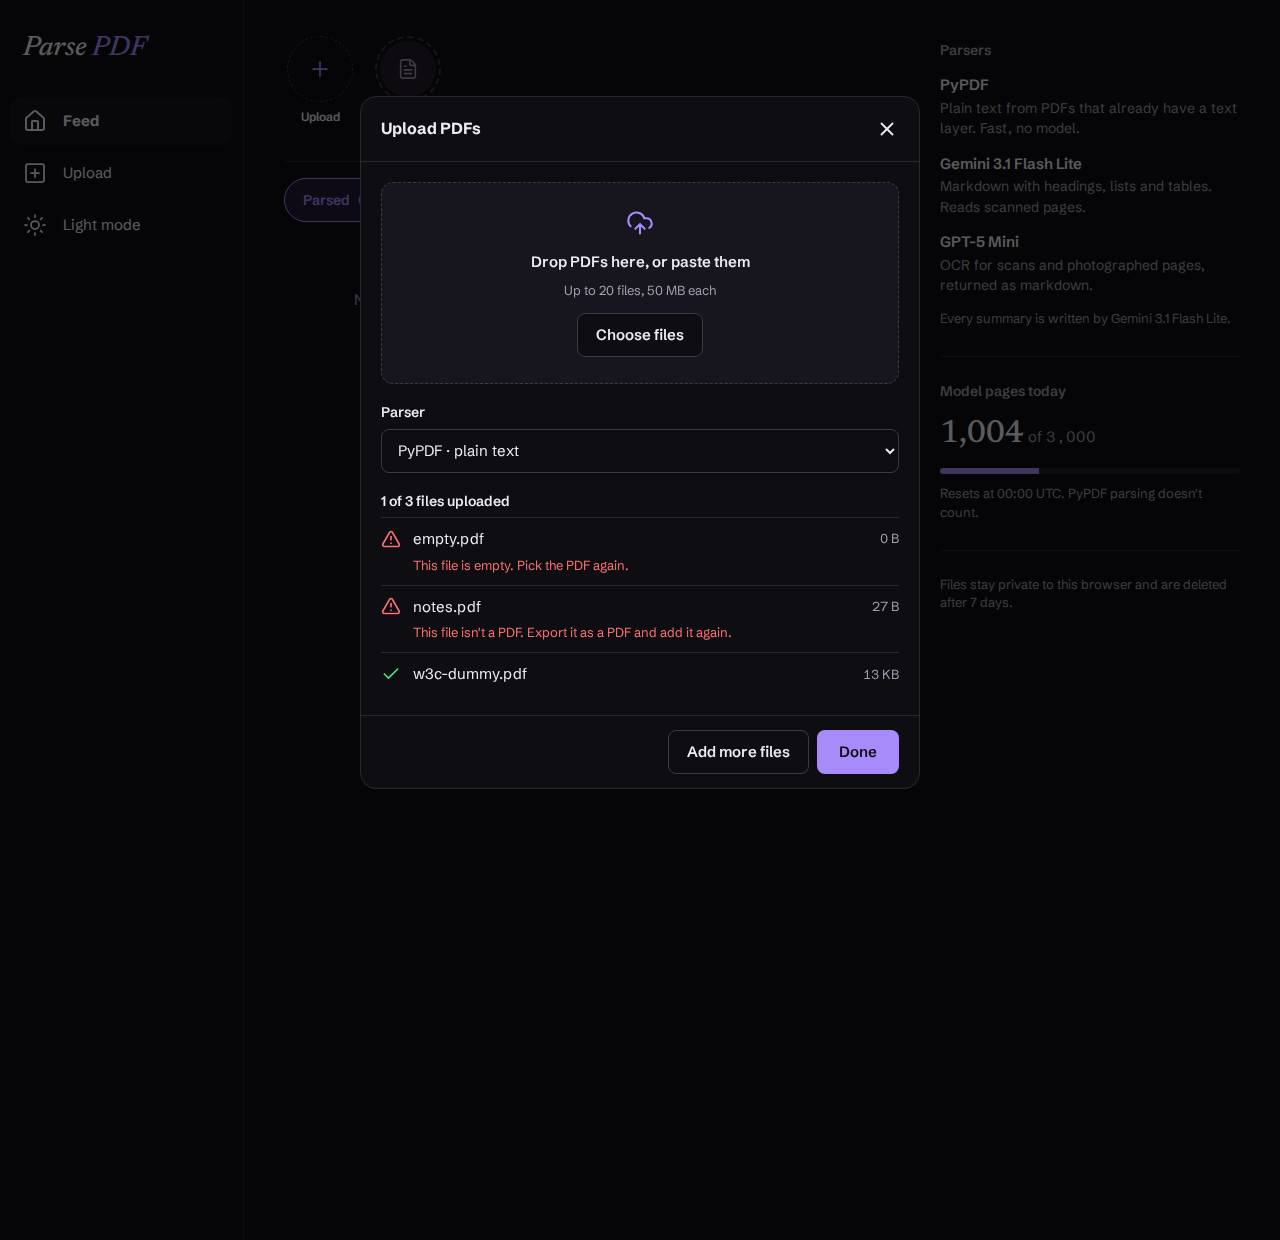 Parse PDF
Feed
Upload
Light mode
Upload
Parsed
Upload PDFs
Drop PDFs here, or paste them
Up to 20 files, 50 MB each
Choose files
Parser
PyPDF · plain text
1 of 3 files uploaded
empty.pdf 0 B
This file is empty. Pick the PDF again.
notes.pdf 27 B
This file isn't a PDF. Export it as a PDF and add it again.
w3c-dummy.pdf 13 KB
Add more files Done
Parsers
PyPDF
Plain text from PDFs that already have a text
layer. Fast, no model.
Gemini 3.1 Flash Lite
Markdown with headings, lists and tables.
Reads scanned pages.
GPT-5 Mini
OCR for scans and photographed pages,
returned as markdown.
Every summary is written by Gemini 3.1 Flash Lite.
Model pages today
1,004 of 3,000
Resets at 00:00 UTC. PyPDF parsing doesn't
count.
Files stay private to this browser and are deleted
after 7 days.